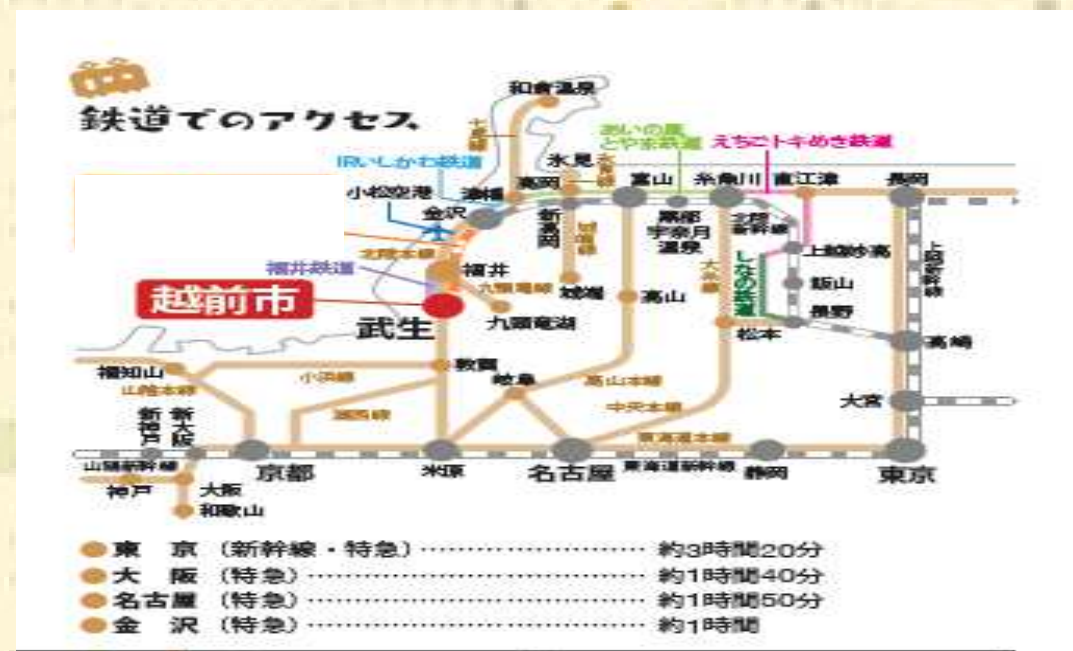 鉄道でのアクセス
和倉温泉
七尾線
IRいしかわ鉄道
あいの風
とやま鉄道
えちごトキめき鉄道
氷見
氷見線
小松空港
津幡
高岡
富山
糸魚川
直江津
長岡
金沢
新高岡
城端線
黒部
宇奈月
温泉
北陸
新幹線
上越妙高
上越新幹線
北陸本線
福井鉄道
福井
九頭竜線
大糸線
しなの鉄道
飯山
越前市
武生
九頭竜湖
城端
高山
長野
松本
高崎
敦賀
福知山
山陰本線
小浜線
岐阜
高山本線
中央本線
大宮
湖西線
新神戸
新大阪
東海道本線
山陽新幹線
京都
米原
名古屋
東海道新幹線
静岡
東京
神戸
大阪
和歌山
東 京 (新幹線・特急)…………………… 約3時間20分
大 阪 (特急)…………………………… 約1時間40分
名古屋 (特急)…………………………… 約1時間50分
金 沢 (特急)…………………………… 約1時間